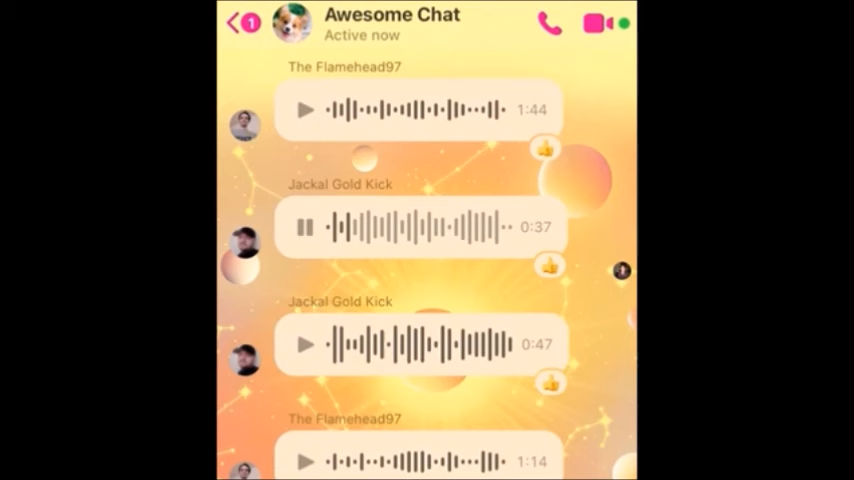 1
Awesome Chat
Active now
The Flamehead97
1:44
Jackal Gold Kick
0:37
Jackal Gold Kick
0:47
The Flamehead97
1:14